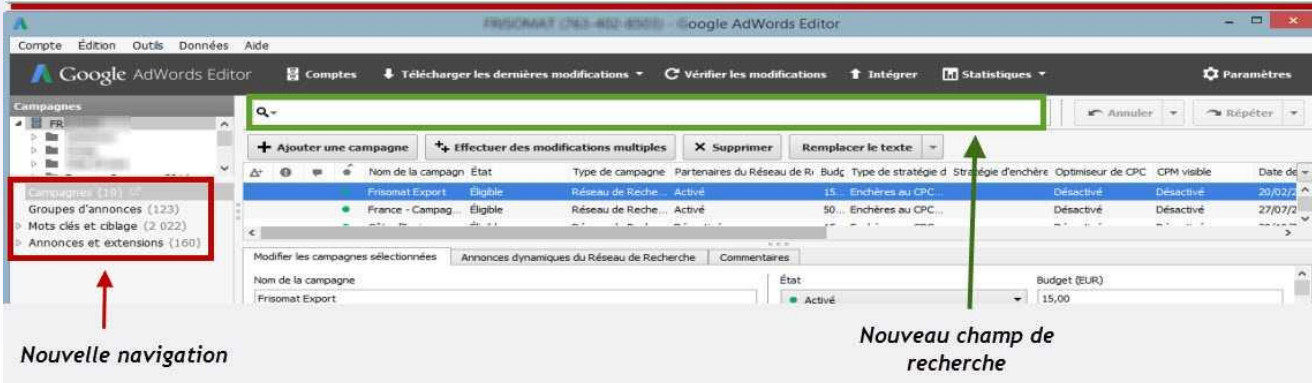 Google AdWords Editor
Compte Édition Outils Données Aide
Google AdWords Editor Comptes Télécharger les dernières modifications Vérifier les modifications Intégrer Statistiques Paramètres
Campagnes
FR
Annuler Répéter
Ajouter une campagne Effectuer des modifications multiples Supprimer Remplacer le texte
Nom de la campagn État Type de campagne Partenaires du Réseau de Re Budg Type de stratégie d Stratégie d'enchère Optimiseur de CPC CPM visible Date de
Campagnes (10) Frisomat Export Éligible Réseau de Reche... Activé 15... Enchères au CPC... Désactivé Désactivé 20/02/2
Groupes d'annonces (123) France - Campag... Éligible Réseau de Reche... Activé 50... Enchères au CPC... Désactivé Désactivé 27/07/2
Mots clés et ciblage (2 022)
Annonces et extensions (160)
Modifier les campagnes sélectionnées Annonces dynamiques du Réseau de Recherche Commentaires
Nom de la campagne État Budget (EUR)
Frisomat Export Activé 15,00
Nouvelle navigation
Nouveau champ de
recherche